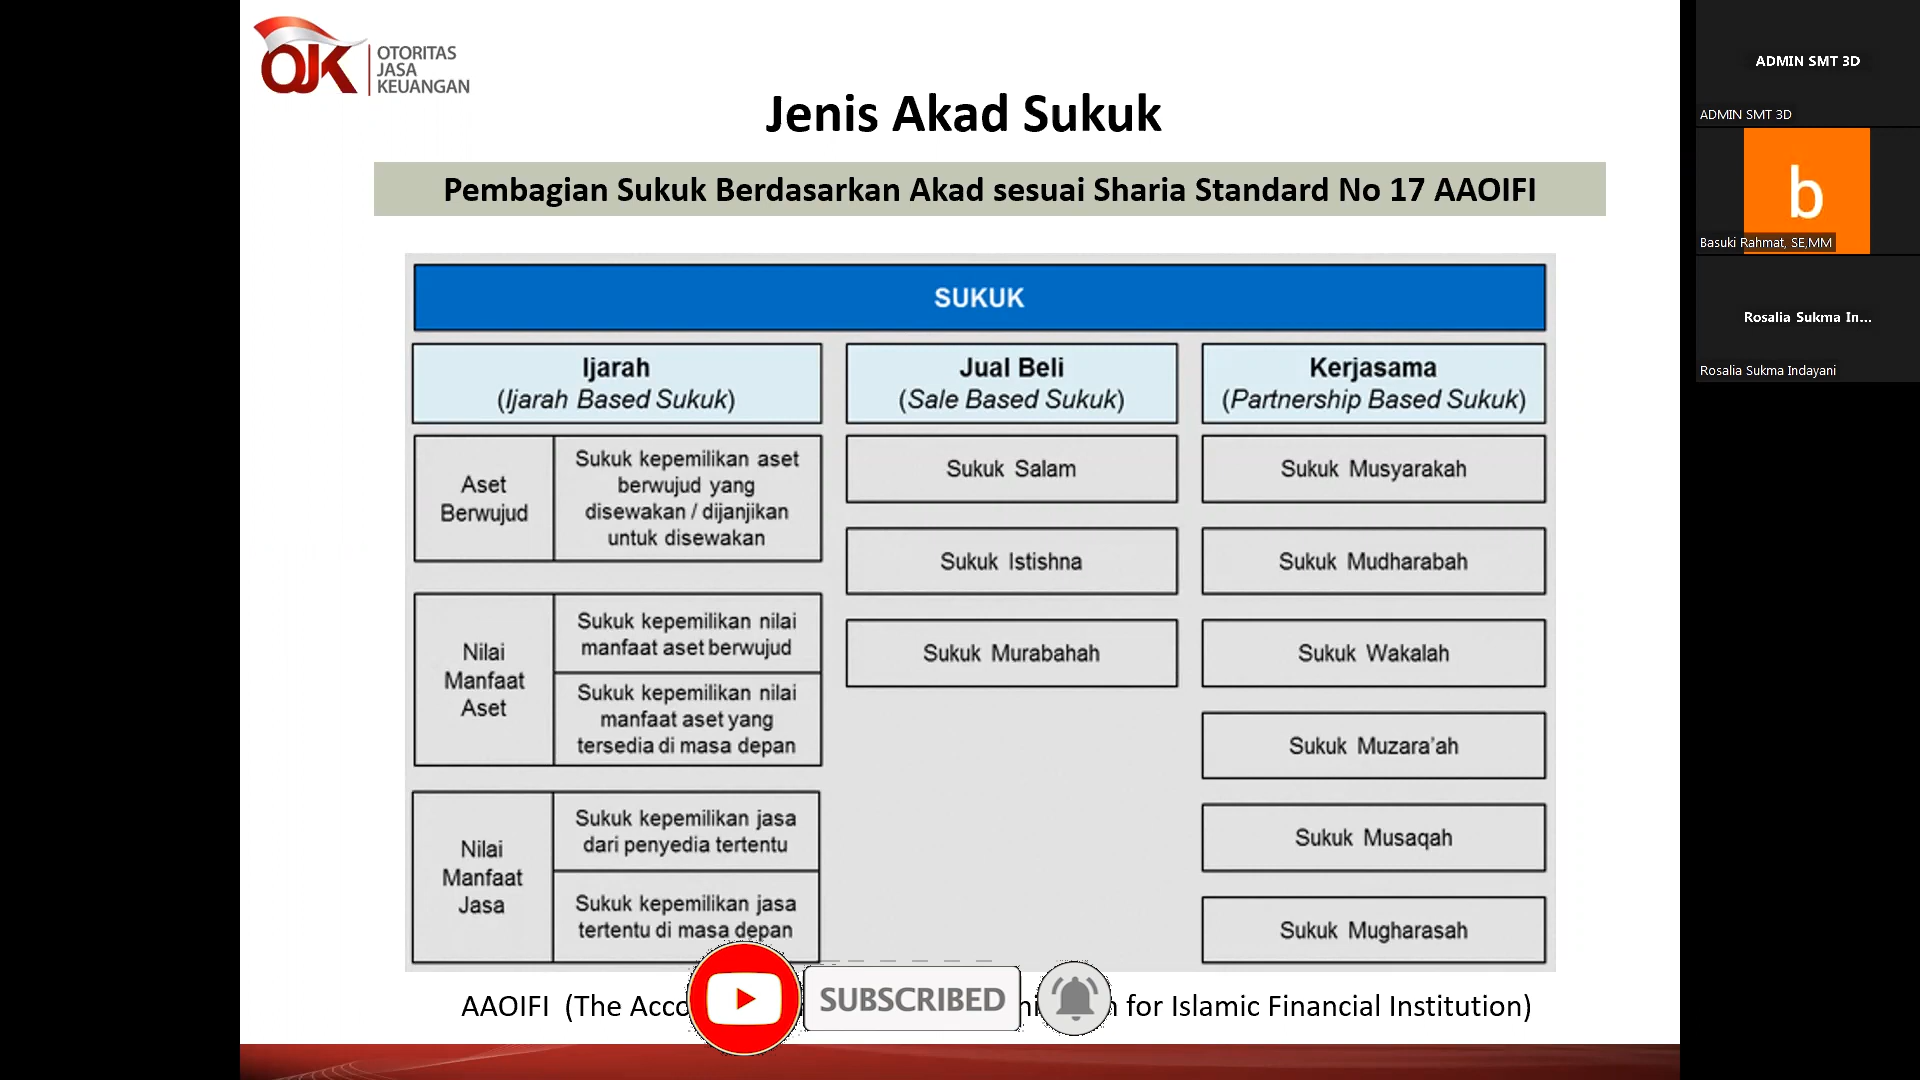 OJK
OTORITAS
JASA
KEUANGAN
Jenis Akad Sukuk
Pembagian Sukuk Berdasarkan Akad sesuai Sharia Standard No 17 AAOIFI
SUKUK
Ijarah
(Ijarah Based Sukuk)
Aset
Berwujud
Sukuk kepemilikan aset
berwujud yang
disewakan / dijanjikan
untuk disewakan
Nilai
Manfaat
Aset
Sukuk kepemilikan nilai
manfaat aset berwujud
Sukuk kepemilikan nilai
manfaat aset yang
tersedia di masa depan
Nilai
Manfaat
Jasa
Sukuk kepemilikan jasa
dari penyedia tertentu
Sukuk kepemilikan jasa
tertentu di masa depan
Jual Beli
(Sale Based Sukuk)
Sukuk Salam
Sukuk Istishna
Sukuk Murabahah
Kerjasama
(Partnership Based Sukuk)
Sukuk Musyarakah
Sukuk Mudharabah
Sukuk Wakalah
Sukuk Muzara'ah
Sukuk Musaqah
Sukuk Mugharasah
AAOIFI (The for Islamic Financial Institution)
SUBSCRIBED
ADMIN SMT 3D
ADMIN SMT 3D
b
Basuki Rahmat, SE,MM
Rosalia Sukma In...
Rosalia Sukma Indayani